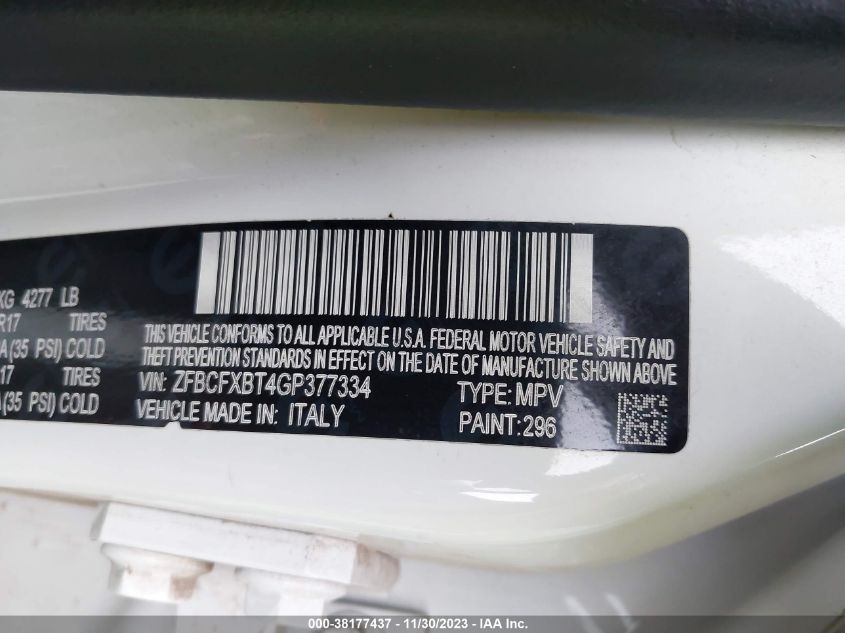 KG 4277 LB
R17 TIRES
A(35 PSI) COLD
17 TIRES
A(35 PSI) COLD
THIS VEHICLE CONFORMS TO ALL APPLICABLE U.S.A. FEDERAL MOTOR VEHICLE SAFETY AND
THEFT PREVENTION STANDARDS IN EFFECT ON THE DATE OF MANUFACTURE SHOWN ABOVE
VIN: ZFBCFXBT4GP377334 TYPE: MPV
VEHICLE MADE IN: ITALY PAINT: 296
000-38177437 - 11/30/2023 - IAA Inc.